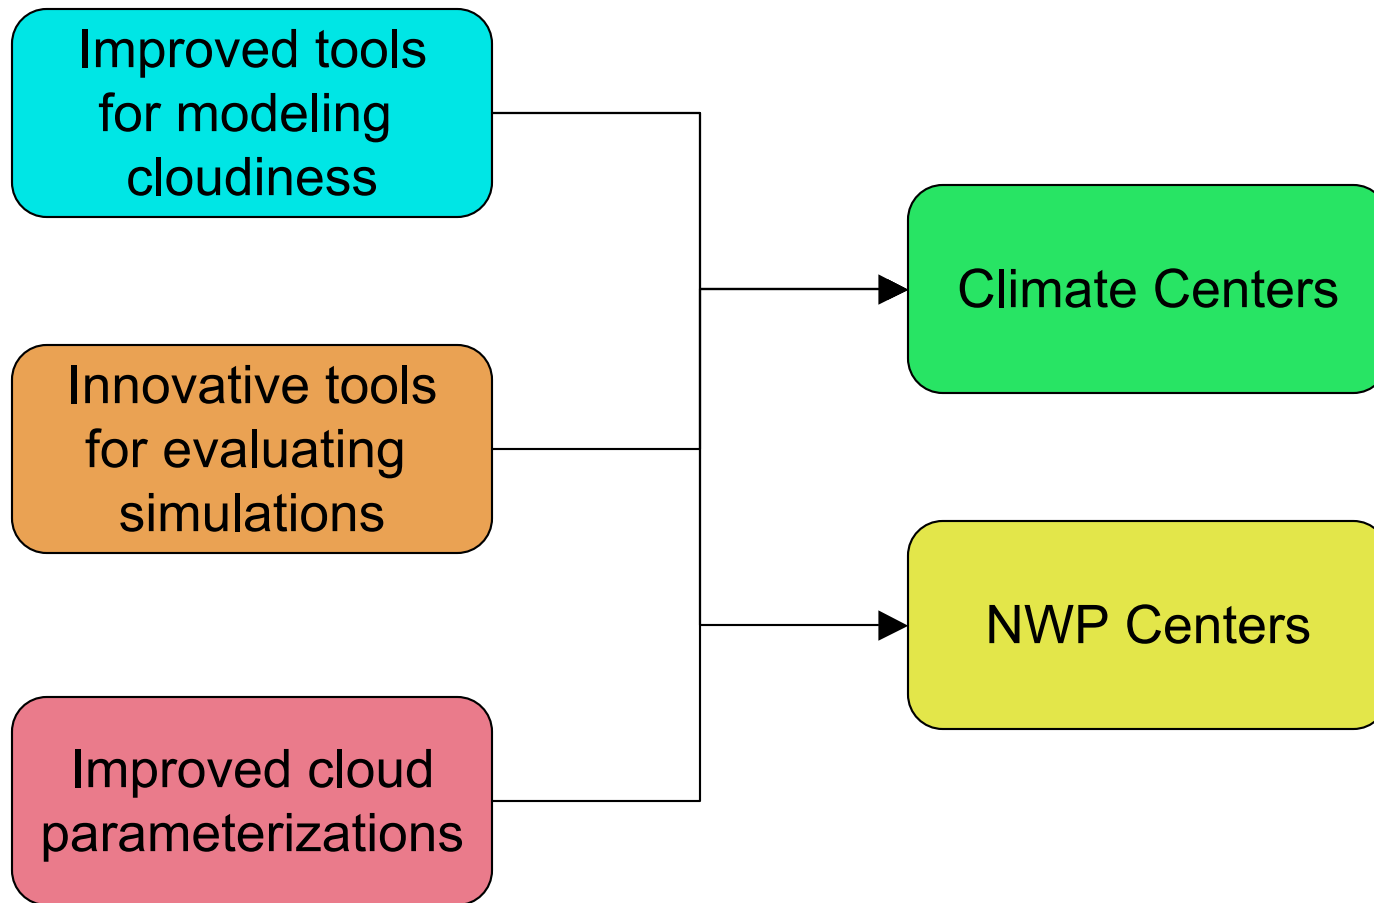 Improved tools
for modeling
cloudiness
Innovative tools
for evaluating
simulations
Improved cloud
parameterizations
Climate Centers
NWP Centers